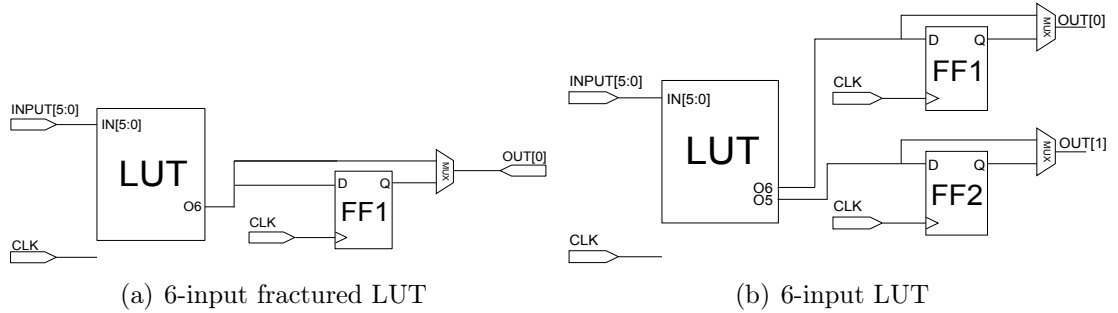 INPUT[5:0]
IN[5:0]
LUT
O6
CLK
CLK
D
Q
FF1
MUX
OUT[0]
(a) 6-input fractured LUT
INPUT[5:0]
IN[5:0]
LUT
O6
O5
CLK
CLK
D
Q
FF1
MUX
OUT[0]
CLK
D
Q
FF2
MUX
OUT[1]
(b) 6-input LUT